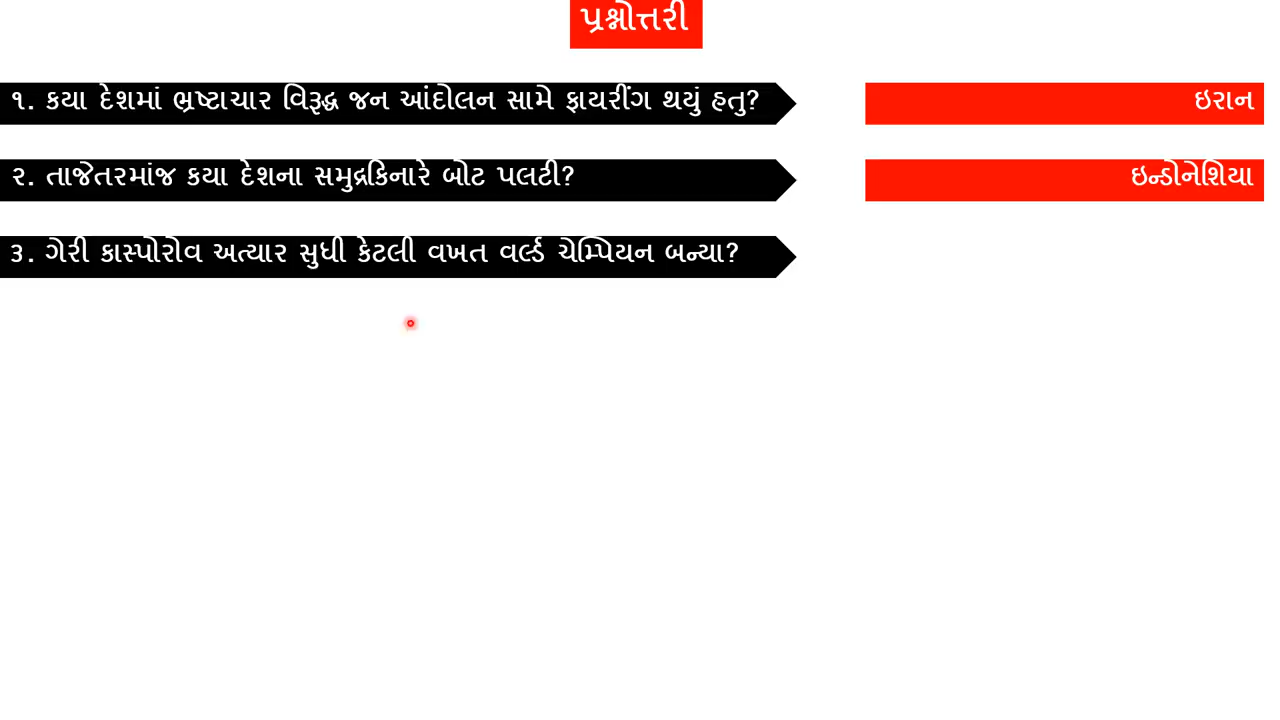 પ્રશ્નોત્તરી
૧. કયા દેશમાં ભ્રષ્ટાચાર વિરૂદ્ધ જન આંદોલન સામે ફાયરીંગ થયું હતુ? ઇરાન
૨. તાજેતરમાંજ કયા દેશના સમુદ્રકિનારે બોટ પલટી? ઇન્ડોનેશિયા
૩. ગેરી કાસ્પોરોવ અત્યાર સુધી કેટલી વખત વર્લ્ડ ચેમ્પિયન બન્યા?